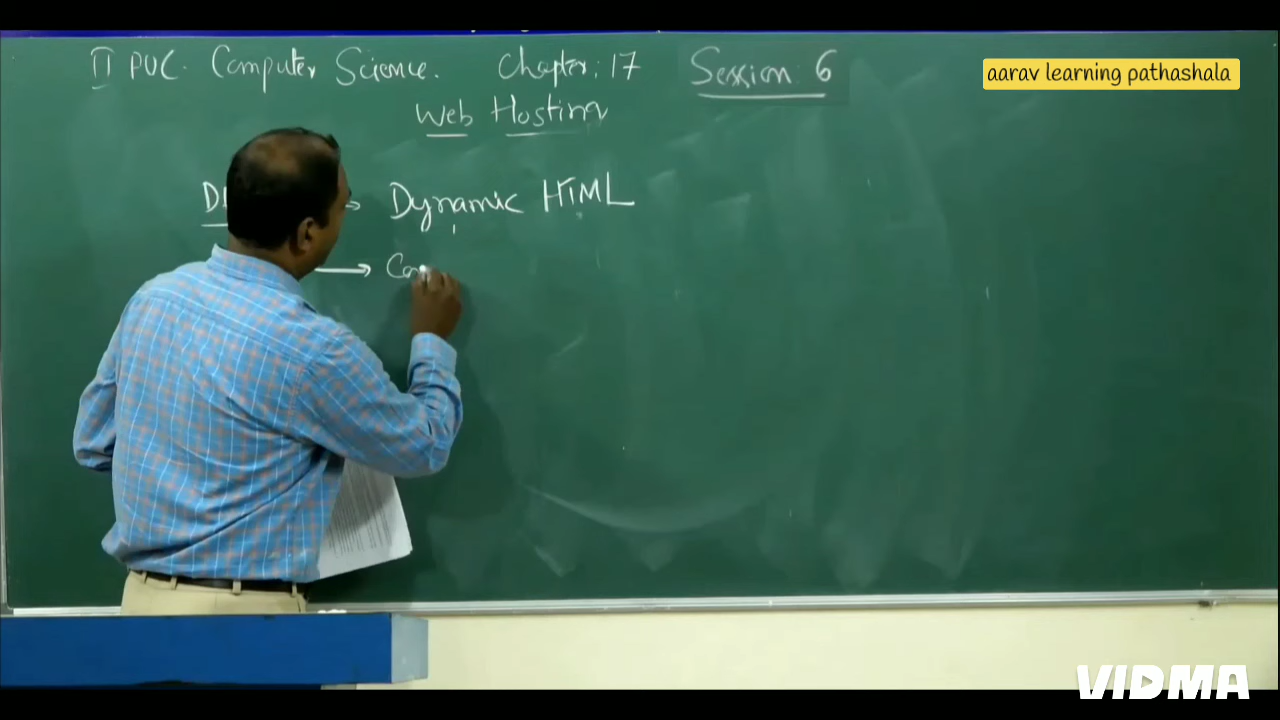 II PUC. Computer Science. Chapter: 17 Session: 6
aarav learning pathashala
Web Hosting
→ Dynamic HTML
→
VIDMA